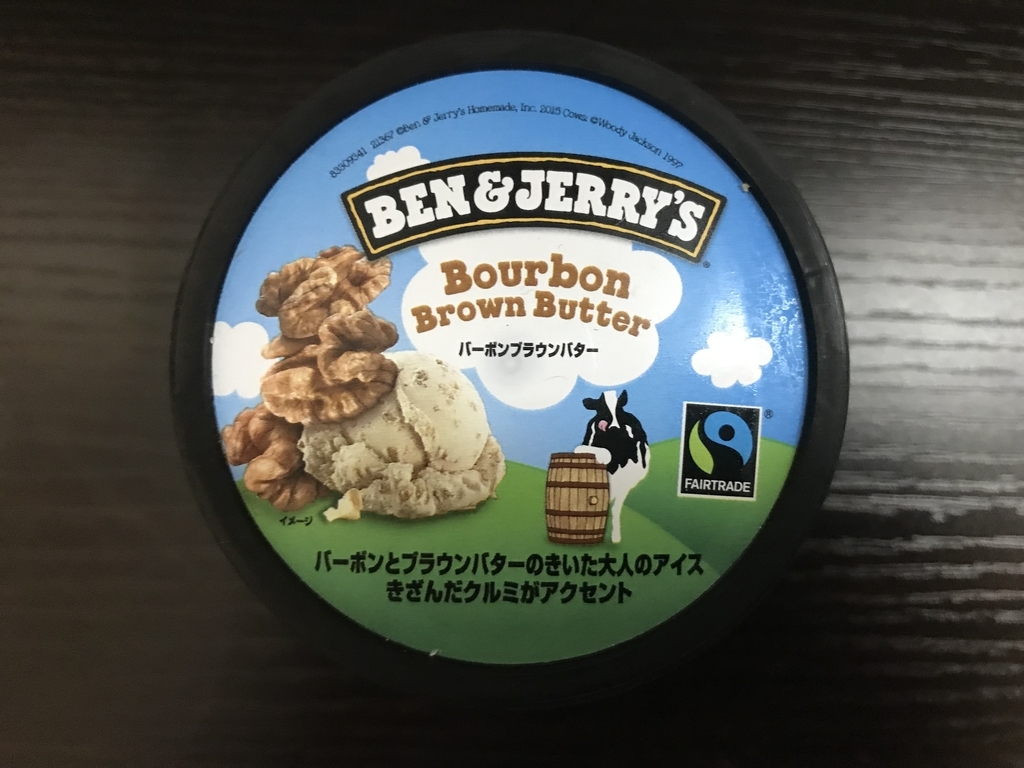 83309341 21367 ©Ben & Jerry's Homemade, Inc. 2015 Cows: ©Woody Jackson 1997
BEN & JERRY'S®
Bourbon
Brown Butter
バーボンブラウンバター
FAIRTRADE
®
イメージ
バーボンとブラウンバターのきいた大人のアイス
きざんだクルミがアクセント